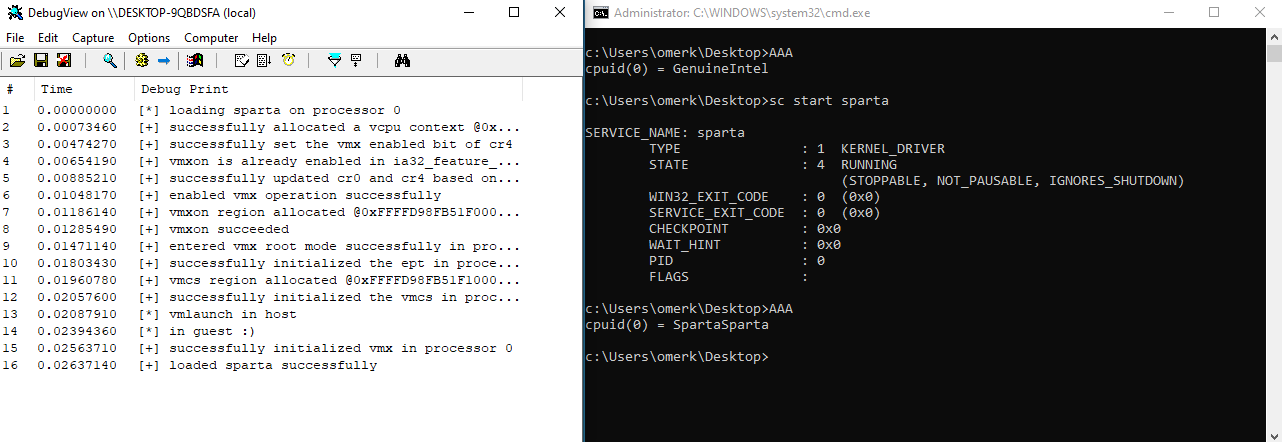 DebugView on \\DESKTOP-9QBDSFA (local)
File Edit Capture Options Computer Help
# Time Debug Print
1 0.00000000 [*] loading sparta on processor 0
2 0.00073460 [+] successfully allocated a vcpu context @0x...
3 0.00474270 [+] successfully set the vmx enabled bit of cr4
4 0.00654190 [+] vmxon is already enabled in ia32_feature_...
5 0.00885210 [+] successfully updated cr0 and cr4 based on...
6 0.01048170 [+] enabled vmx operation successfully
7 0.01186140 [+] vmxon region allocated @0xFFFFD98FB51F000...
8 0.01285490 [+] vmxon succeeded
9 0.01471140 [+] entered vmx root mode successfully in pro...
10 0.01803430 [+] successfully initialized the ept in proce...
11 0.01960780 [+] vmcs region allocated @0xFFFFD98FB51F1000...
12 0.02057600 [+] successfully initialized the vmcs in proc...
13 0.02087910 [*] vmlaunch in host
14 0.02394360 [*] in guest :)
15 0.02563710 [+] successfully initialized vmx in processor 0
16 0.02637140 [+] loaded sparta successfully
Administrator: C:\WINDOWS\system32\cmd.exe
c:\Users\omerk\Desktop>AAA
cpuid(0) = GenuineIntel
c:\Users\omerk\Desktop>sc start sparta
SERVICE_NAME: sparta
TYPE : 1 KERNEL_DRIVER
STATE : 4 RUNNING
(STOPPABLE, NOT_PAUSABLE, IGNORES_SHUTDOWN)
WIN32_EXIT_CODE : 0 (0x0)
SERVICE_EXIT_CODE : 0 (0x0)
CHECKPOINT : 0x0
WAIT_HINT : 0x0
PID : 0
FLAGS :
c:\Users\omerk\Desktop>AAA
cpuid(0) = SpartaSparta
c:\Users\omerk\Desktop>